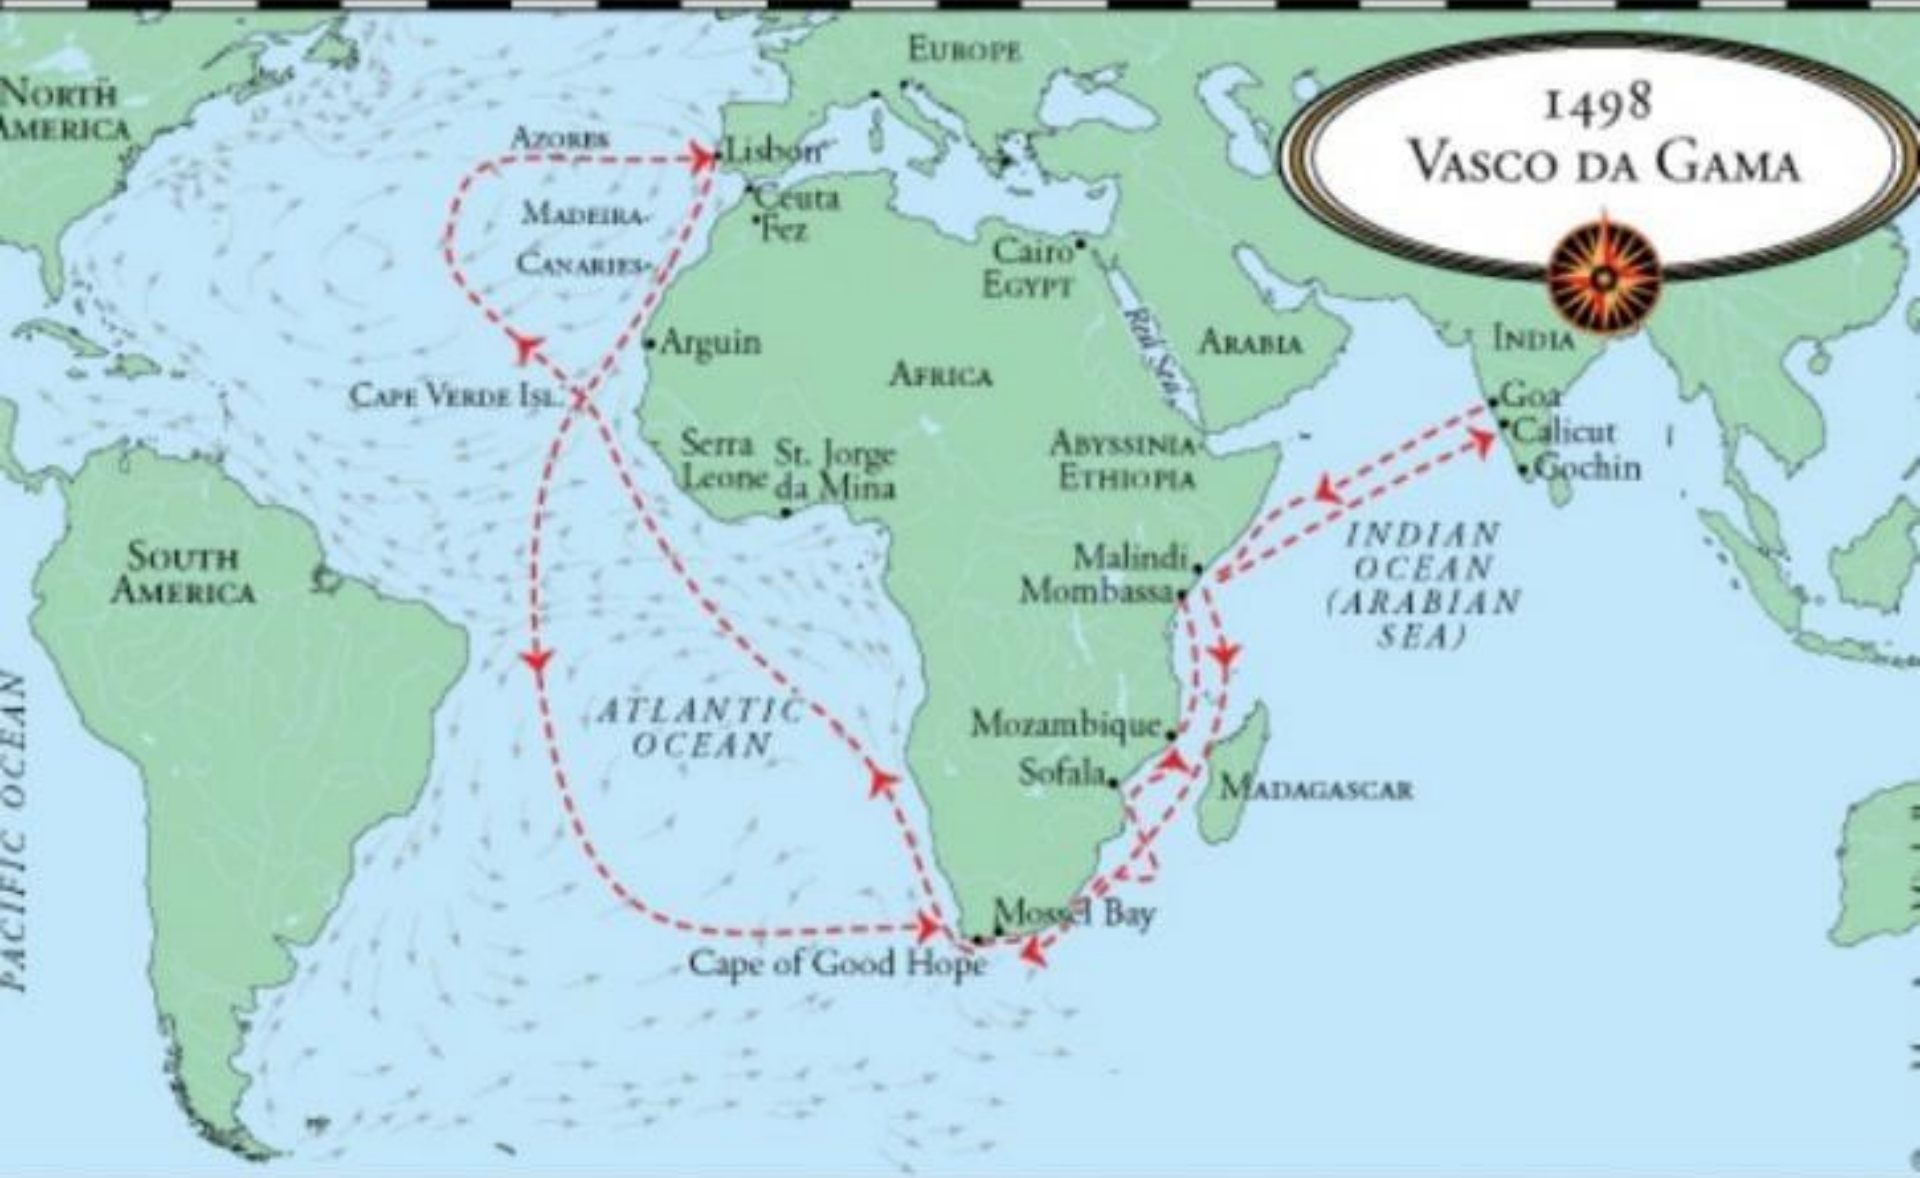 1498
VASCO DA GAMA
NORTH
AMERICA
EUROPE
AZORES
Lisbon
MADEIRA
CANARIES
Ceuta
Fez
Cairo
EGYPT
Red Sea
ARABIA
INDIA
Arguin
AFRICA
CAPE VERDE ISL.
Goa
Calicut
Gochin
Serra
Leone
St. Jorge
da Mina
ABYSSINIA-
ETHIOPIA
SOUTH
AMERICA
Malindi
Mombassa
INDIAN
OCEAN
(ARABIAN
SEA)
PACIFIC OCEAN
ATLANTIC
OCEAN
Mozambique
Sofala
MADAGASCAR
Mossel Bay
Cape of Good Hope